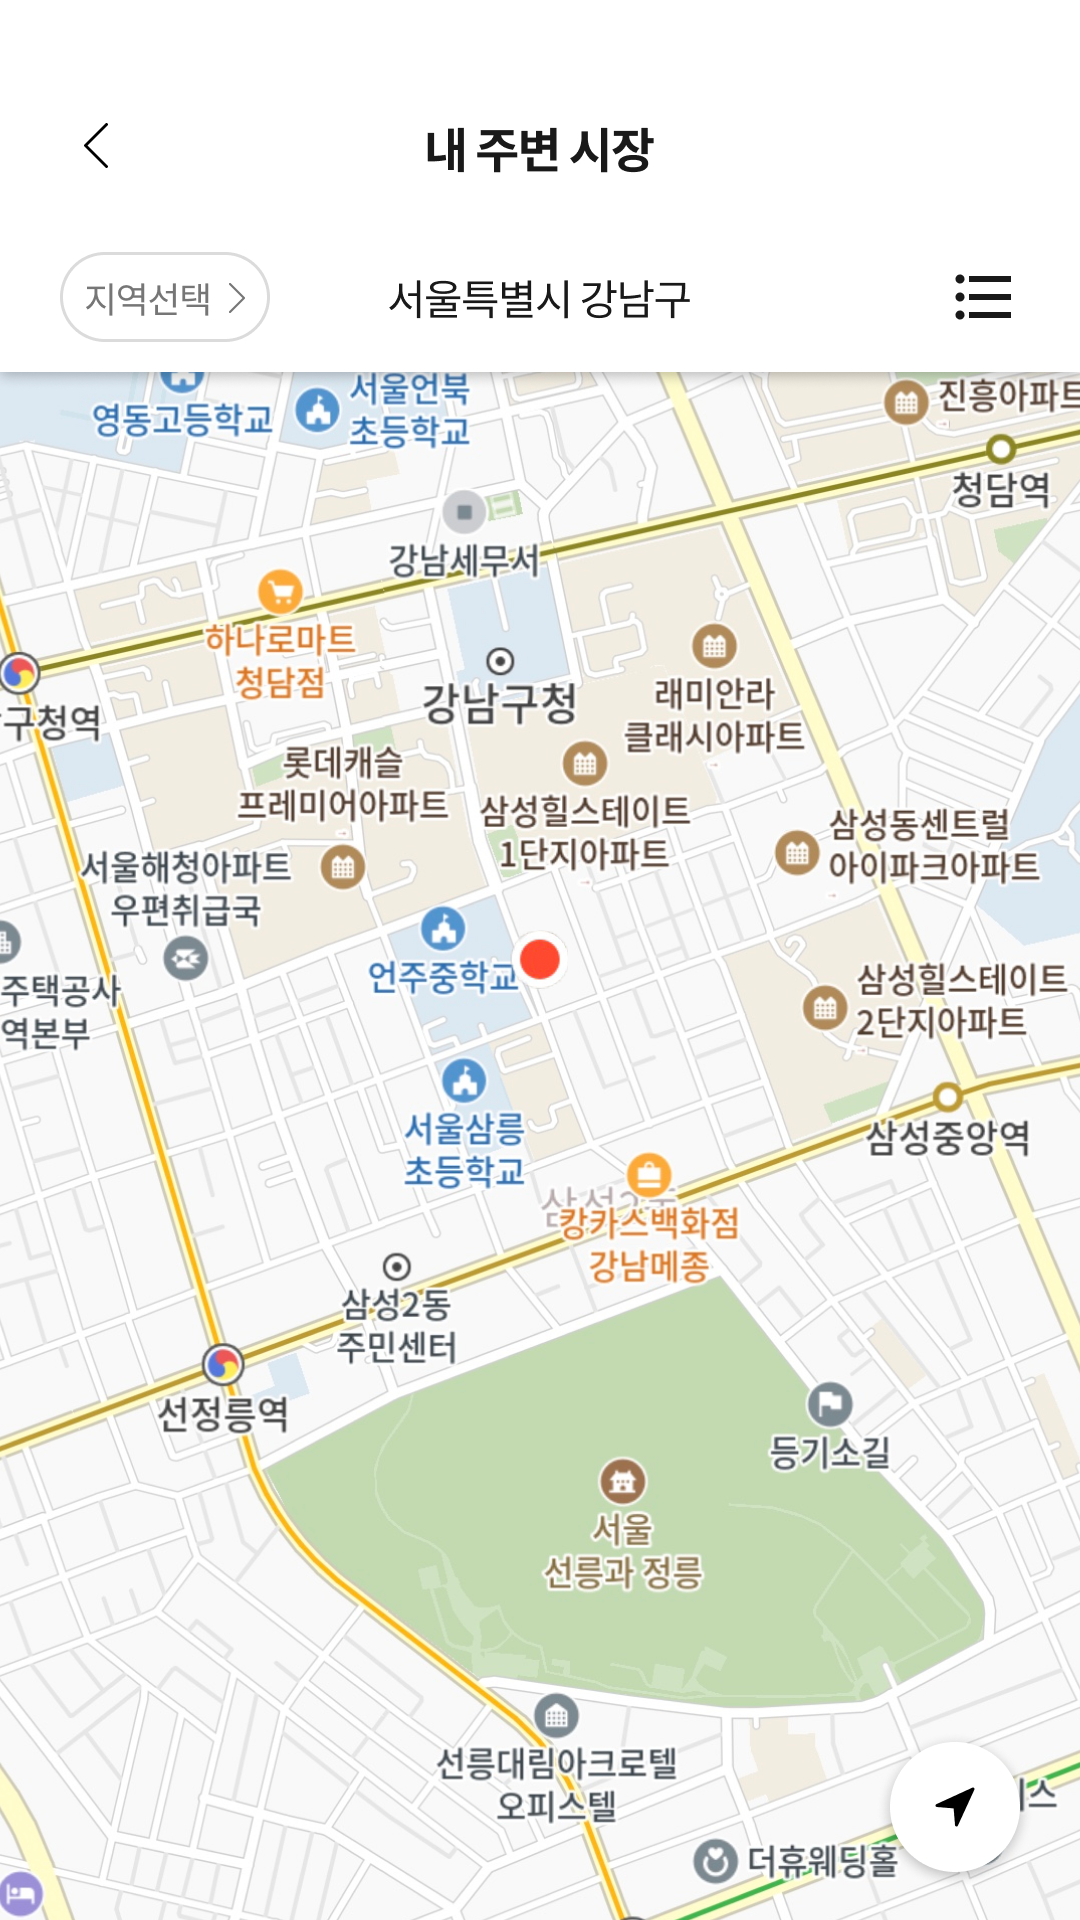 내 주변 시장
지역선택
서울특별시 강남구
영동고등학교
서울언북
초등학교
진흥아파트
청담역
강남세무서
하나로마트
청담점
강남구청
래미안라
클래시아파트
구청역
롯데캐슬
프레미어아파트
삼성힐스테이트
1단지아파트
삼성동센트럴
아이파크아파트
서울해청아파트
우편취급국
언주중학교
주택공사
역본부
삼성힐스테이트
2단지아파트
서울삼릉
초등학교
삼성중앙역
삼성2동
캉카스백화점
강남메종
삼성2동
주민센터
선정릉역
등기소길
서울
선릉과 정릉
선릉대림아크로텔
오피스텔
더휴웨딩홀